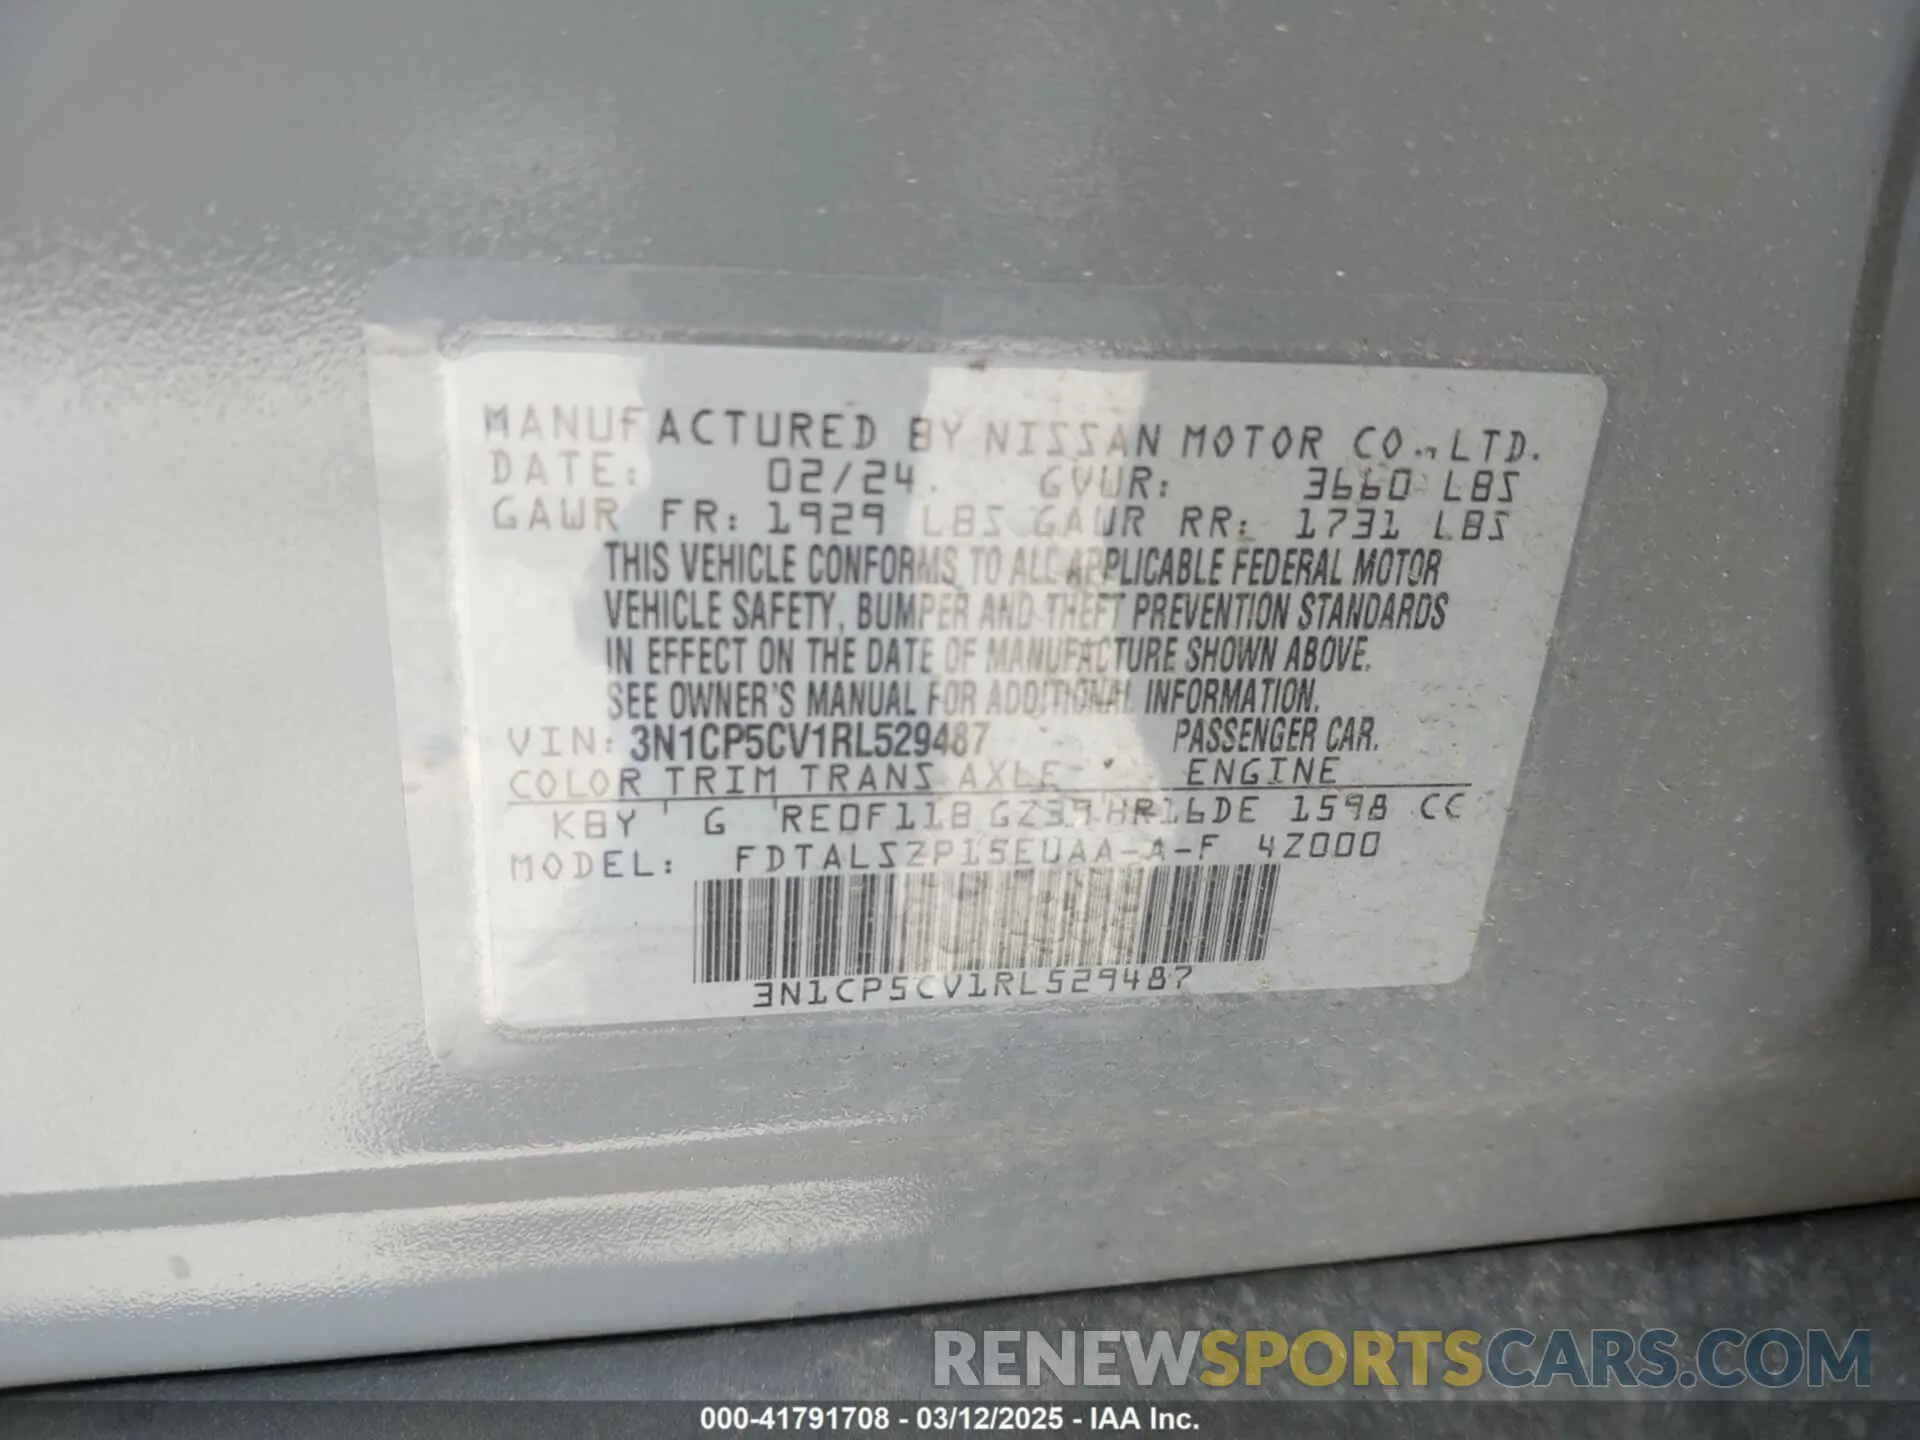 MANUFACTURED BY NISSAN MOTOR CO., LTD.
DATE: 02/24 GVWR: 3660 LBS
GAWR FR: 1929 LBS GAWR RR: 1731 LBS
THIS VEHICLE CONFORMS TO ALL APPLICABLE FEDERAL MOTOR
VEHICLE SAFETY, BUMPER AND THEFT PREVENTION STANDARDS
IN EFFECT ON THE DATE OF MANUFACTURE SHOWN ABOVE.
SEE OWNER'S MANUAL FOR ADDITIONAL INFORMATION.
VIN: 3N1CP5CV1RL529487 PASSENGER CAR.
COLOR TRIM TRANS AXLE ENGINE
KBY G RE0F11B GZ39 HR16DE 1598 CC
MODEL: FDTALSZP15EUAA-A-F 4Z000
3N1CP5CV1RL529487
RENEWSPORTSCARS.COM
000-41791708 - 03/12/2025 - IAA Inc.